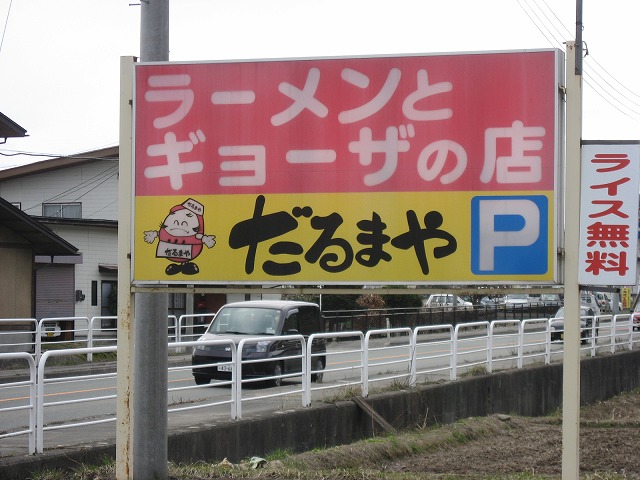 ラーメンと
ギョーザの店
だるまや
P
ライス無料